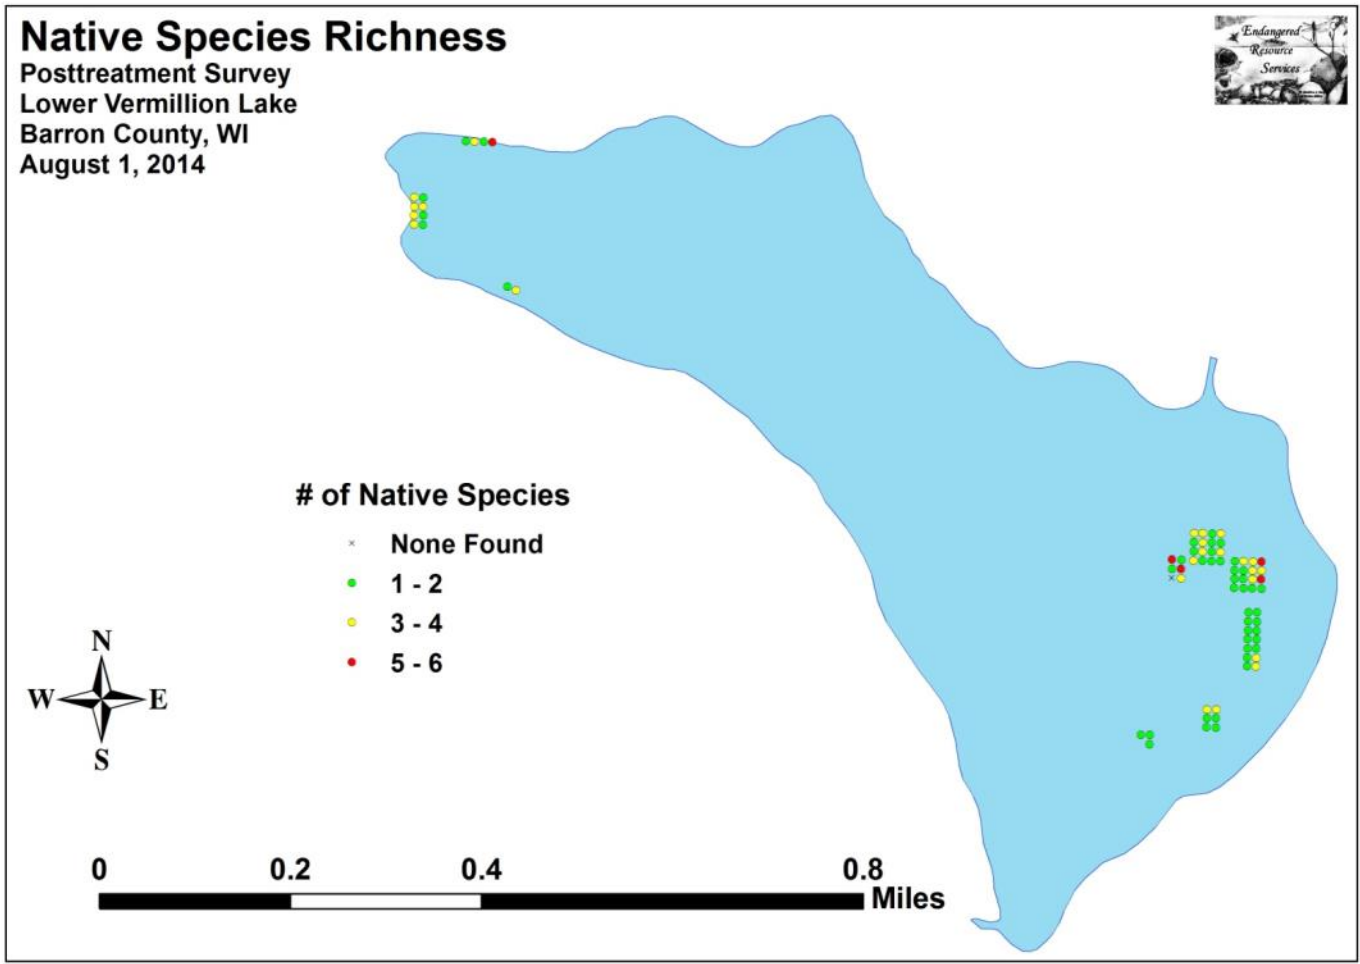 Native Species Richness
Posttreatment Survey
Lower Vermillion Lake
Barron County, WI
August 1, 2014
Endangered
Resource
Services
# of Native Species
None Found
1 - 2
3 - 4
5 - 6
N
W E
S
0 0.2 0.4 0.8
Miles